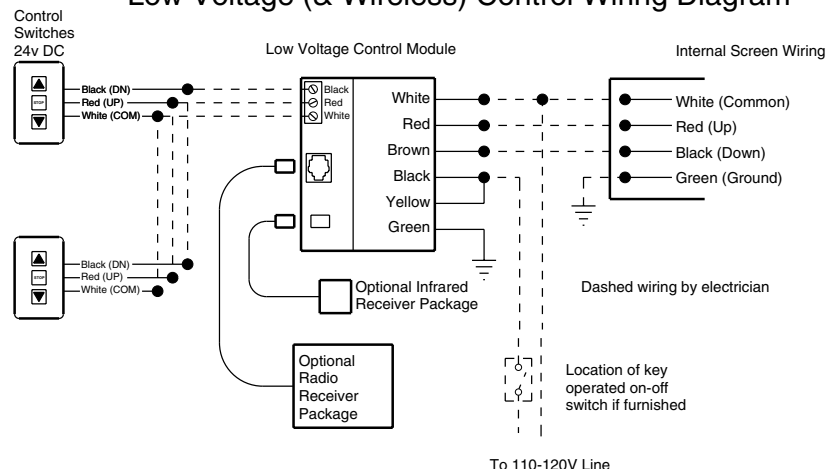 Low Voltage (& Wireless) Control Wiring Diagram
Control
Switches
24v DC
Low Voltage Control Module
Internal Screen Wiring
STOP
Black (DN)
Red (UP)
White (COM)
Black
Red
White
White
Red
Brown
Black
Yellow
Green
White (Common)
Red (Up)
Black (Down)
Green (Ground)
STOP
Black (DN)
Red (UP)
White (COM)
Optional Infrared
Receiver Package
Dashed wiring by electrician
Optional
Radio
Receiver
Package
Location of key
operated on-off
switch if furnished
To 110-120V Line